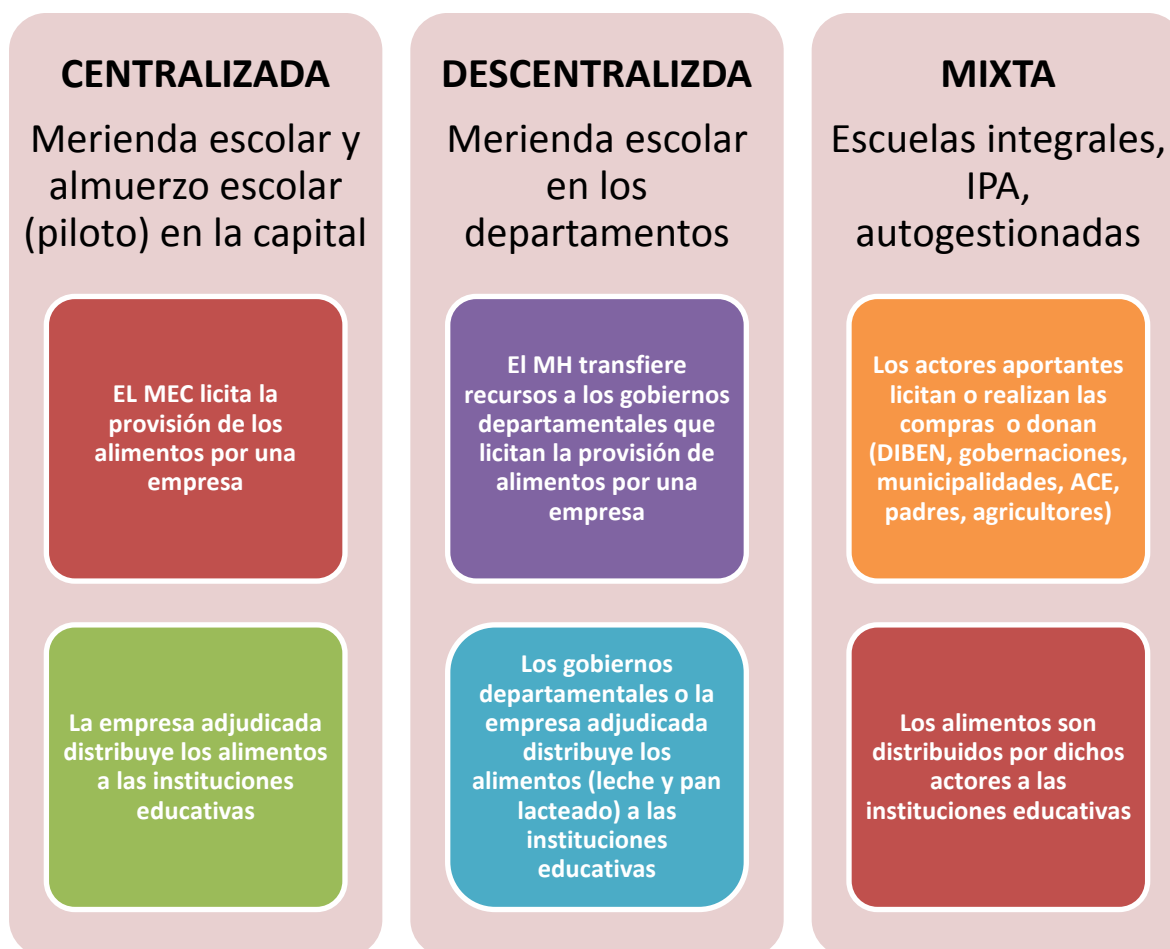 CENTRALIZADA
Merienda escolar y
almuerzo escolar
(piloto) en la capital
EL MEC licita la
provisión de los
alimentos por una
empresa
La empresa adjudicada
distribuye los alimentos
a las instituciones
educativas
DESCENTRALIZDA
Merienda escolar
en los
departamentos
El MH transfiere
recursos a los gobiernos
departamentales que
licitan la provisión de
alimentos por una
empresa
Los gobiernos
departamentales o la
empresa adjudicada
distribuye los
alimentos (leche y pan
lacteado) a las
instituciones
educativas
MIXTA
Escuelas integrales,
IPA,
autogestionadas
Los actores aportantes
licitan o realizan las
compras o donan
(DIBEN, gobernaciones,
municipalidades, ACE,
padres, agricultores)
Los alimentos son
distribuidos por dichos
actores a las
instituciones educativas